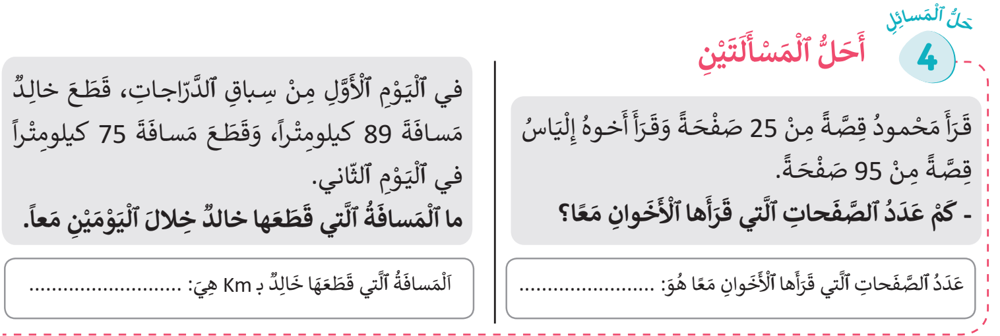 حَلُّ ٱلْمَسائِلِ
4
أَحَلُّ ٱلْمَسْأَلَتَيْنِ
قَرَأَ مَحْمودُ قِصَّةً مِنْ 25 صَفْحَةً وَقَرَأَ أَخوهُ إِلْيَاسُ
قِصَّةً مِنْ 95 صَفْحَةً.
- كَمْ عَدَدُ ٱلصَّفَحاتِ ٱلَّتي قَرَأَها ٱلْأَخَوانِ مَعًا؟
عَدَدُ ٱلصَّفَحاتِ ٱلَّتي قَرَأَها ٱلْأَخَوانِ مَعًا هُوَ: ........................
في ٱلْيَوْمِ ٱلْأَوَّلِ مِنْ سِباقِ ٱلدَّرّاجاتِ، قَطَعَ خالِدٌ
مَسافَةَ 89 كيلومِتْراً، وَقَطَعَ مَسافَةَ 75 كيلومِتْراً
في ٱلْيَوْمِ ٱلثّاني.
ما ٱلْمَسافَةُ ٱلَّتي قَطَعَها خالدٌ خِلالَ ٱلْيَوْمَيْنِ مَعاً.
اَلْمَسافَةُ ٱلَّتي قَطَعَهَا خَالِدٌ بـ Km هِيَ: ...........................